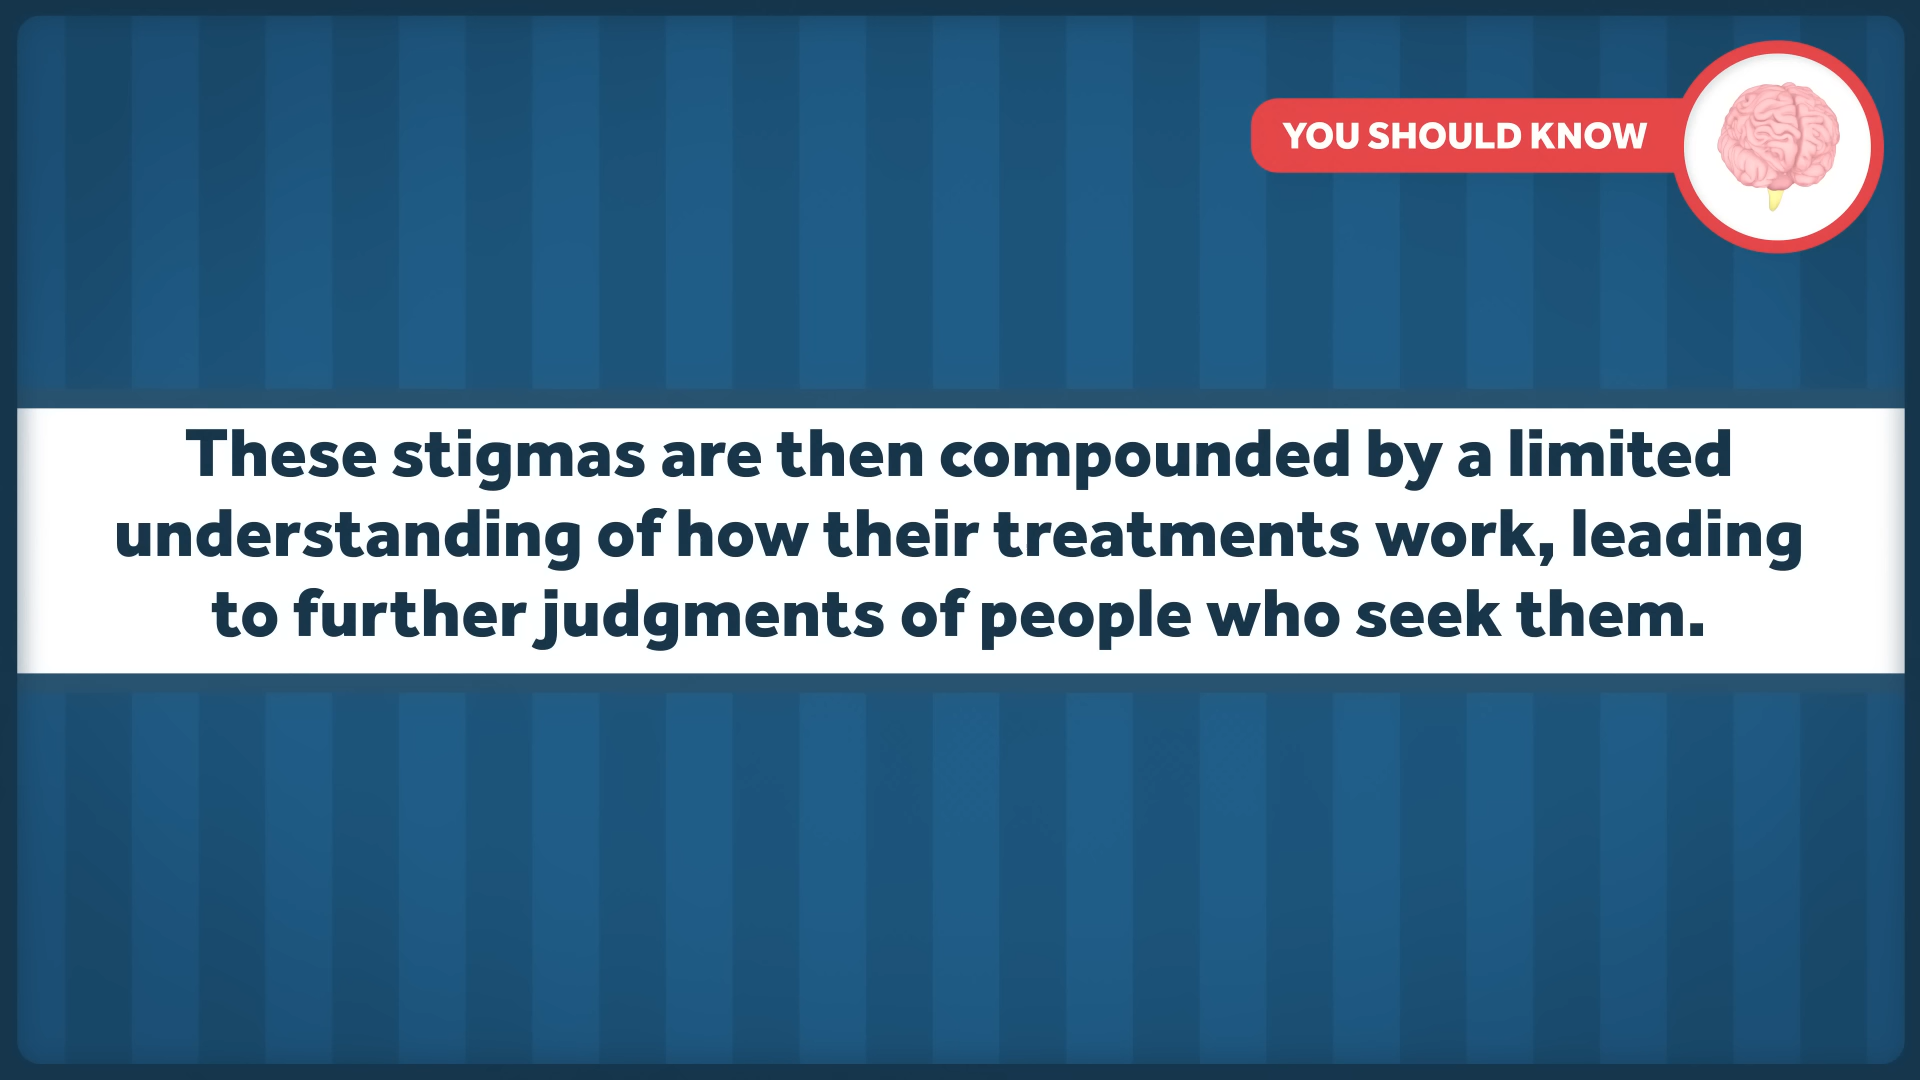 YOU SHOULD KNOW
These stigmas are then compounded by a limited
understanding of how their treatments work, leading
to further judgments of people who seek them.